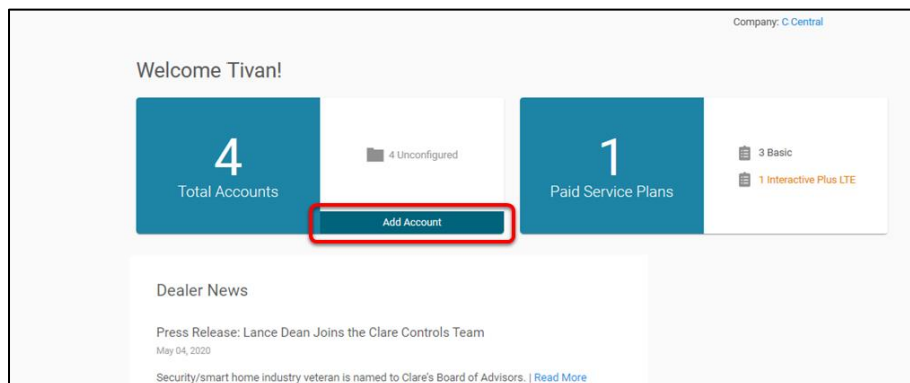 Company: C Central
Welcome Tivan!
4
Total Accounts
4 Unconfigured
Add Account
1
Paid Service Plans
3 Basic
1 Interactive Plus LTE
Dealer News
Press Release: Lance Dean Joins the Clare Controls Team
May 04, 2020
Security/smart home industry veteran is named to Clare's Board of Advisors. | Read More